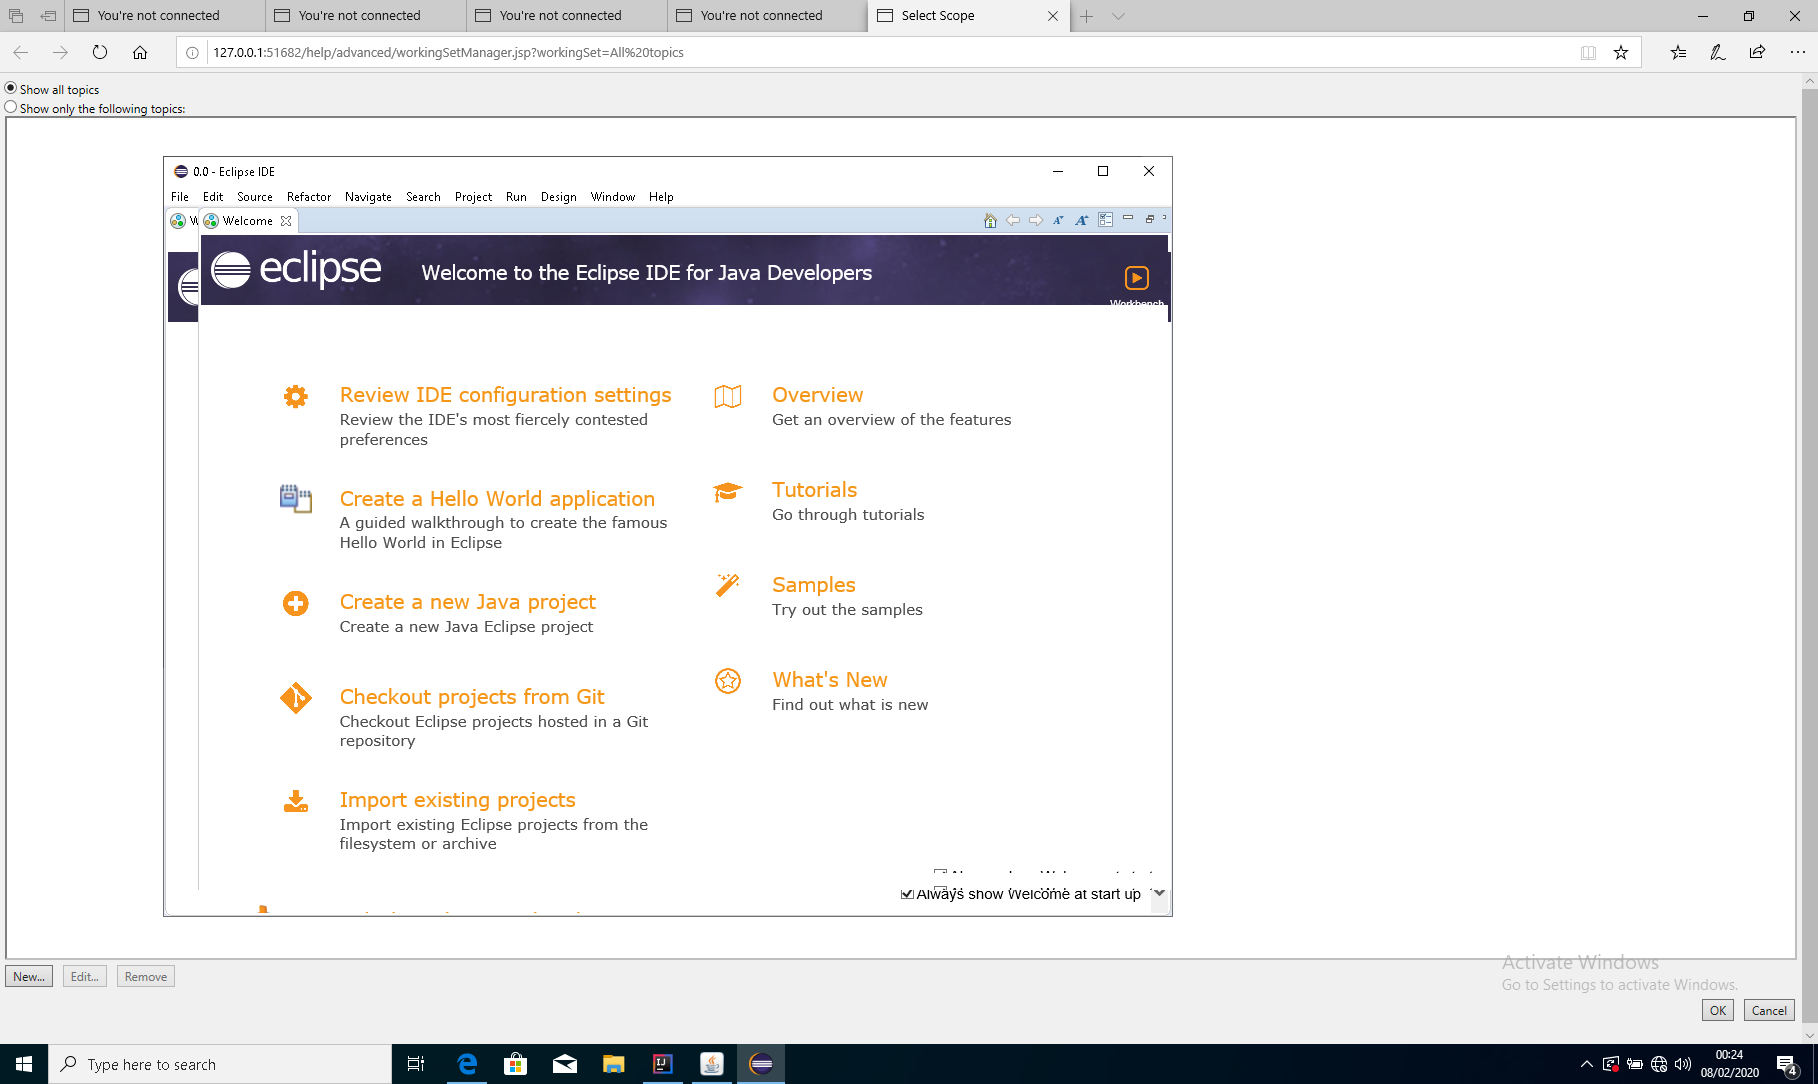 You're not connected
You're not connected
You're not connected
You're not connected
Select Scope
127.0.0.1:51682/help/advanced/workingSetManager.jsp?workingSet=All%20topics
Show all topics
Show only the following topics:
0.0 - Eclipse IDE
File Edit Source Refactor Navigate Search Project Run Design Window Help
Welcome
eclipse
Welcome to the Eclipse IDE for Java Developers
Workbench
Review IDE configuration settings
Review the IDE's most fiercely contested
preferences
Create a Hello World application
A guided walkthrough to create the famous
Hello World in Eclipse
Create a new Java project
Create a new Java Eclipse project
Checkout projects from Git
Checkout Eclipse projects hosted in a Git
repository
Import existing projects
Import existing Eclipse projects from the
filesystem or archive
Overview
Get an overview of the features
Tutorials
Go through tutorials
Samples
Try out the samples
What's New
Find out what is new
Always show Welcome at start up
New...
Edit...
Remove
Activate Windows
Go to Settings to activate Windows.
OK
Cancel
Type here to search
00:24
08/02/2020
4